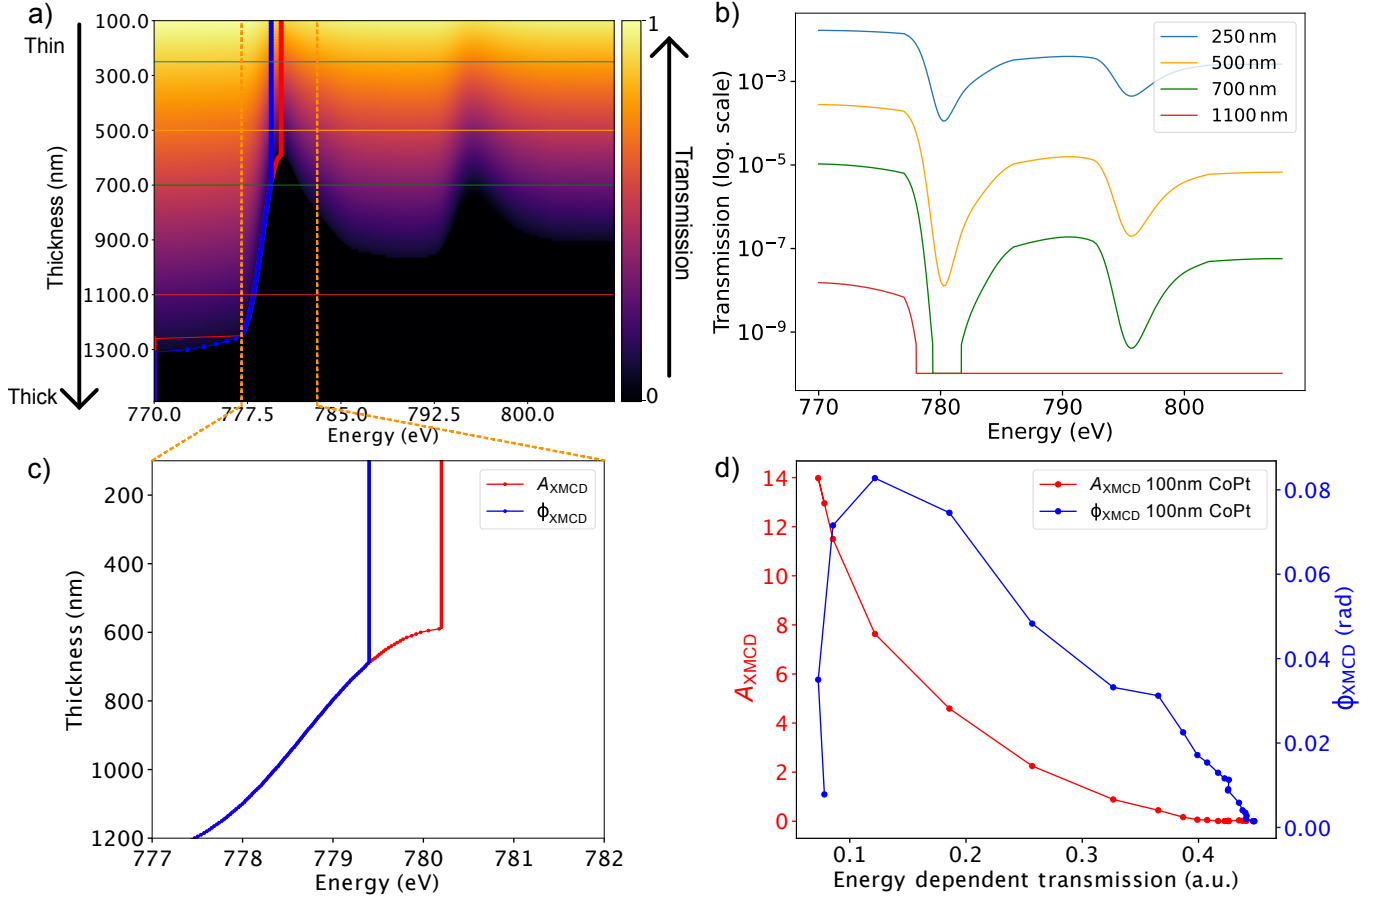 a)
Thin
Thick
Thickness (nm)
100.0
300.0
500.0
700.0
900.0
1100.0
1300.0
770.0
777.5
785.0
792.5
800.0
Energy (eV)
1
0
Transmission
b)
Transmission (log. scale)
10⁻³
10⁻⁵
10⁻⁷
10⁻⁹
250 nm
500 nm
700 nm
1100 nm
770
780
790
800
Energy (eV)
c)
Thickness (nm)
200
400
600
800
1000
1200
A_XMCD
ϕ_XMCD
777
778
779
780
781
782
Energy (eV)
d)
A_XMCD
14
12
10
8
6
4
2
0
A_XMCD 100nm CoPt
ϕ_XMCD 100nm CoPt
0.08
0.06
0.04
0.02
0.00
ϕ_XMCD (rad)
0.1
0.2
0.3
0.4
Energy dependent transmission (a.u.)